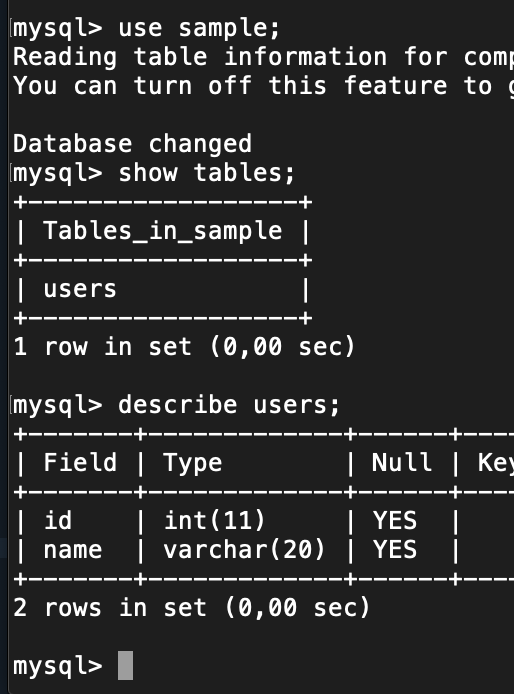 mysql> use sample;
Reading table information for comp
You can turn off this feature to g
Database changed
mysql> show tables;
+------------------+
| Tables_in_sample |
+------------------+
| users            |
+------------------+
1 row in set (0,00 sec)
mysql> describe users;
+-------+-------------+------+----
| Field | Type        | Null | Key
+-------+-------------+------+----
| id    | int(11)     | YES  |
| name  | varchar(20) | YES  |
+-------+-------------+------+----
2 rows in set (0,00 sec)
mysql>